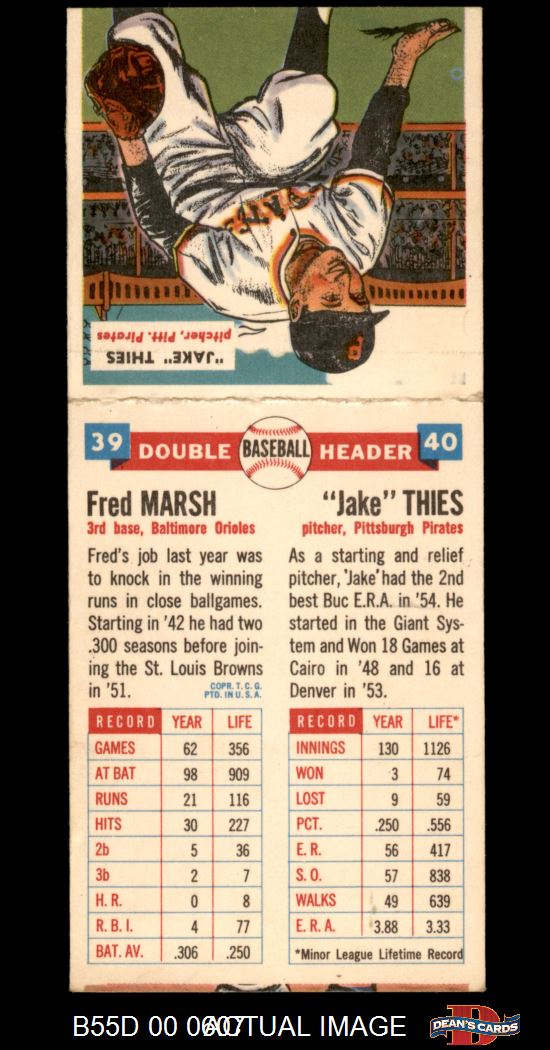 PIRATES
P
"JAKE" THIES
pitcher, Pitt. Pirates
39 DOUBLE BASEBALL HEADER 40
Fred MARSH
3rd base, Baltimore Orioles
Fred's job last year was
to knock in the winning
runs in close ballgames.
Starting in '42 he had two
.300 seasons before join-
ing the St. Louis Browns
in '51.
COPR. T. C. G.
PTD. IN U. S. A.
"Jake" THIES
pitcher, Pittsburgh Pirates
As a starting and relief
pitcher, 'Jake' had the 2nd
best Buc E.R.A. in '54. He
started in the Giant Sys-
tem and Won 18 Games at
Cairo in '48 and 16 at
Denver in '53.
RECORD YEAR LIFE
GAMES 62 356
AT BAT 98 909
RUNS 21 116
HITS 30 227
2b 5 36
3b 2 7
H. R. 0 8
R. B. I. 4 77
BAT. AV. .306 .250
RECORD YEAR LIFE*
INNINGS 130 1126
WON 3 74
LOST 9 59
PCT. .250 .556
E. R. 56 417
S. O. 57 838
WALKS 49 639
E. R. A. 3.88 3.33
*Minor League Lifetime Record
B55D 00 0607
ACTUAL IMAGE
D
DEAN'S CARDS